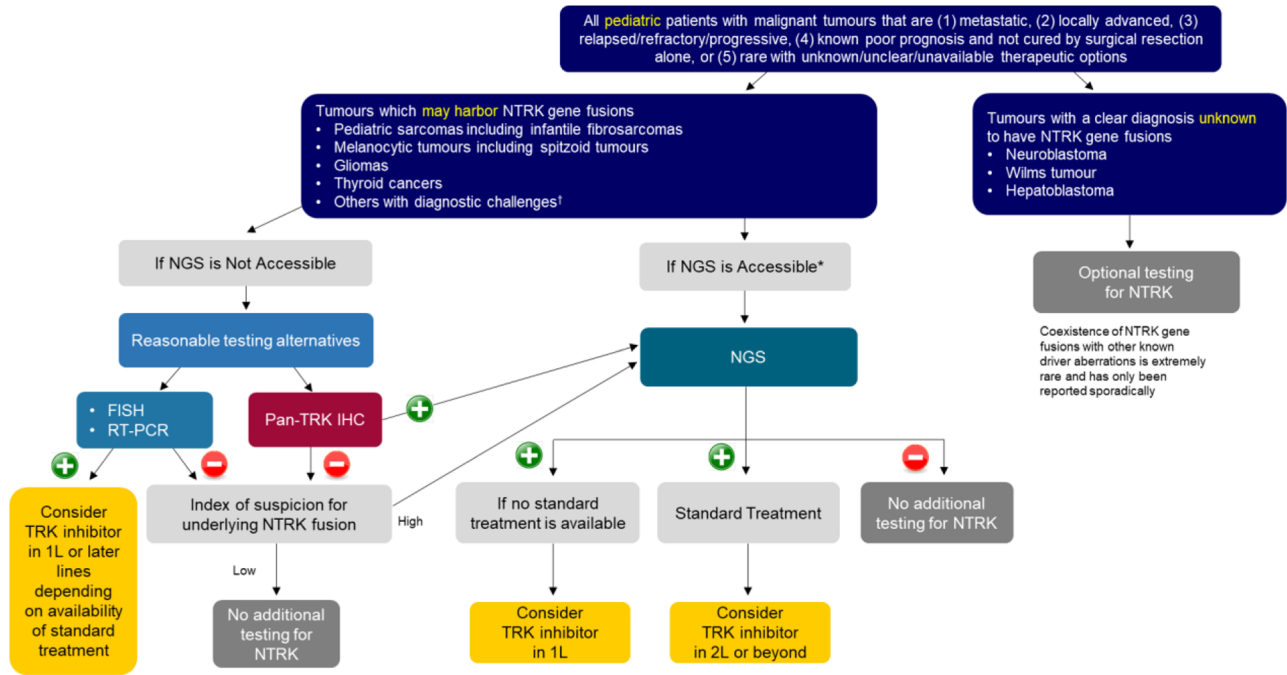 All pediatric patients with malignant tumours that are (1) metastatic, (2) locally advanced, (3)
relapsed/refractory/progressive, (4) known poor prognosis and not cured by surgical resection
alone, or (5) rare with unknown/unclear/unavailable therapeutic options
Tumours which may harbor NTRK gene fusions
• Pediatric sarcomas including infantile fibrosarcomas
• Melanocytic tumours including spitzoid tumours
• Gliomas
• Thyroid cancers
• Others with diagnostic challenges†
Tumours with a clear diagnosis unknown
to have NTRK gene fusions
• Neuroblastoma
• Wilms tumour
• Hepatoblastoma
If NGS is Not Accessible
If NGS is Accessible*
Optional testing
for NTRK
Coexistence of NTRK gene
fusions with other known
driver aberrations is extremely
rare and has only been
reported sporadically
Reasonable testing alternatives
NGS
• FISH
• RT-PCR
Pan-TRK IHC
Consider
TRK inhibitor
in 1L or later
lines
depending
on availability
of standard
treatment
Index of suspicion for
underlying NTRK fusion
High
Low
No additional
testing for
NTRK
If no standard
treatment is available
Standard Treatment
No additional
testing for NTRK
Consider
TRK inhibitor
in 1L
Consider
TRK inhibitor
in 2L or beyond